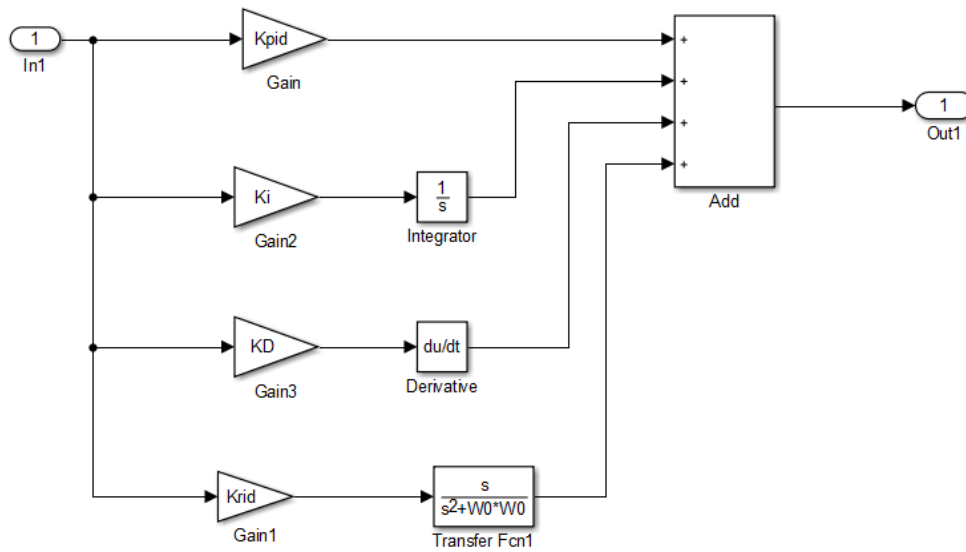 1
In1
Kpid
Gain
+
+
+
+
Add
1
Out1
Ki
Gain2
1
s
Integrator
KD
Gain3
du/dt
Derivative
Krid
Gain1
s
s²+W0*W0
Transfer Fcn1